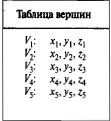 Таблица вершин
V₁: x₁, y₁, z₁
V₂: x₂, y₂, z₂
V₃: x₃, y₃, z₃
V₄: x₄, y₄, z₄
V₅: x₅, y₅, z₅